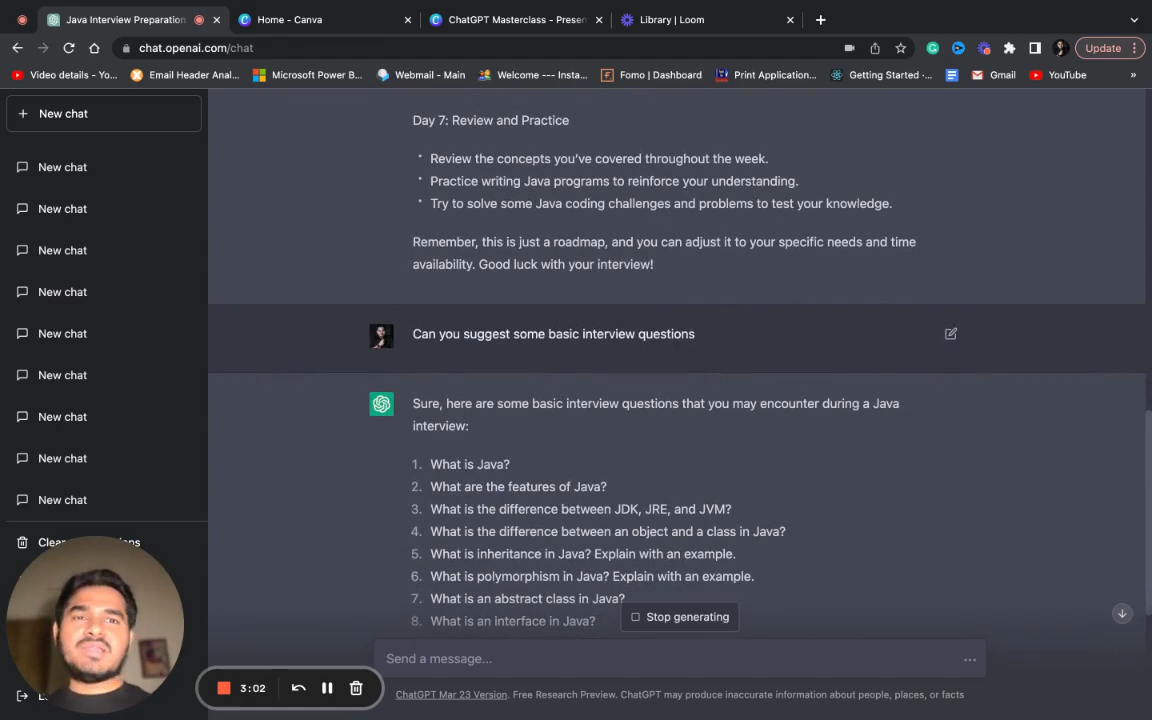 Java Interview Preparation
Home - Canva
ChatGPT Masterclass - Presen
Library | Loom
chat.openai.com/chat
Update
Video details - Yo...
Email Header Anal...
Microsoft Power B...
Webmail - Main
Welcome --- Insta...
Fomo | Dashboard
Print Application...
Getting Started -...
Gmail
YouTube
»
+ New chat
New chat
New chat
New chat
New chat
New chat
New chat
New chat
New chat
New chat
Day 7: Review and Practice
• Review the concepts you've covered throughout the week.
• Practice writing Java programs to reinforce your understanding.
• Try to solve some Java coding challenges and problems to test your knowledge.
Remember, this is just a roadmap, and you can adjust it to your specific needs and time
availability. Good luck with your interview!
Can you suggest some basic interview questions
Sure, here are some basic interview questions that you may encounter during a Java
interview:
1. What is Java?
2. What are the features of Java?
3. What is the difference between JDK, JRE, and JVM?
4. What is the difference between an object and a class in Java?
5. What is inheritance in Java? Explain with an example.
6. What is polymorphism in Java? Explain with an example.
7. What is an abstract class in Java?
8. What is an interface in Java?
Stop generating
Send a message...
3:02
ChatGPT Mar 23 Version. Free Research Preview. ChatGPT may produce inaccurate information about people, places, or facts